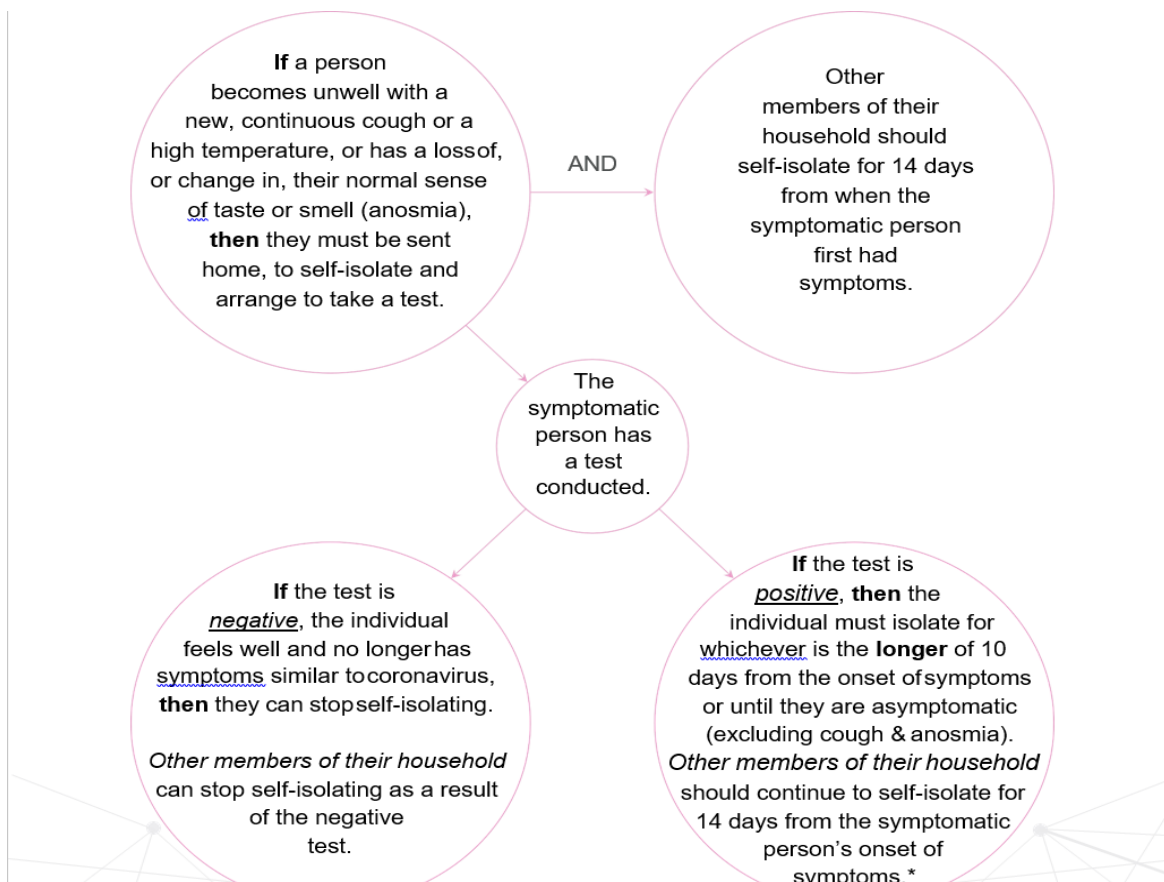 If a person
becomes unwell with a
new, continuous cough or a
high temperature, or has a lossof,
or change in, their normal sense
of taste or smell (anosmia),
then they must be sent
home, to self-isolate and
arrange to take a test.
AND
Other
members of their
household should
self-isolate for 14 days
from when the
symptomatic person
first had
symptoms.
The
symptomatic
person has
a test
conducted.
If the test is
negative, the individual
feels well and no longerhas
symptoms similar tocoronavirus,
then they can stopself-isolating.
Other members of their household
can stop self-isolating as a result
of the negative
test.
If the test is
positive, then the
individual must isolate for
whichever is the longer of 10
days from the onset ofsymptoms
or until they are asymptomatic
(excluding cough & anosmia).
Other members of their household
should continue to self-isolate for
14 days from the symptomatic
person’s onset of
symptoms.*